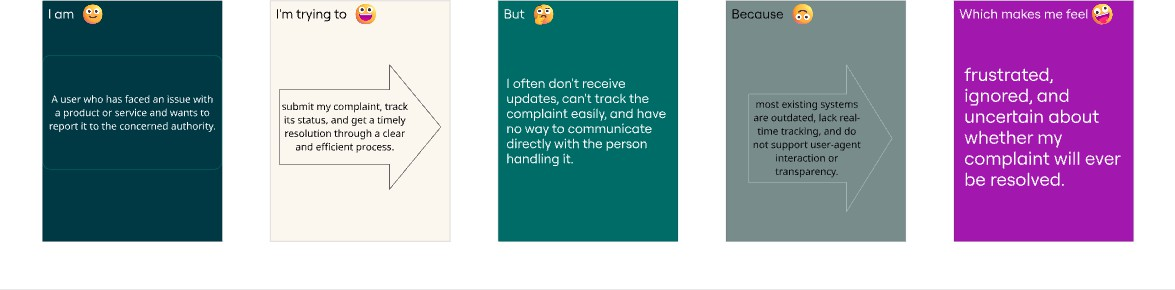 I am
A user who has faced an issue with
a product or service and wants to
report it to the concerned authority.
I'm trying to
submit my complaint, track
its status, and get a timely
resolution through a clear
and efficient process.
But
I often don't receive
updates, can't track the
complaint easily, and have
no way to communicate
directly with the person
handling it.
Because
most existing systems
are outdated, lack real-
time tracking, and do
not support user-agent
interaction or
transparency.
Which makes me feel
frustrated,
ignored, and
uncertain about
whether my
complaint will ever
be resolved.